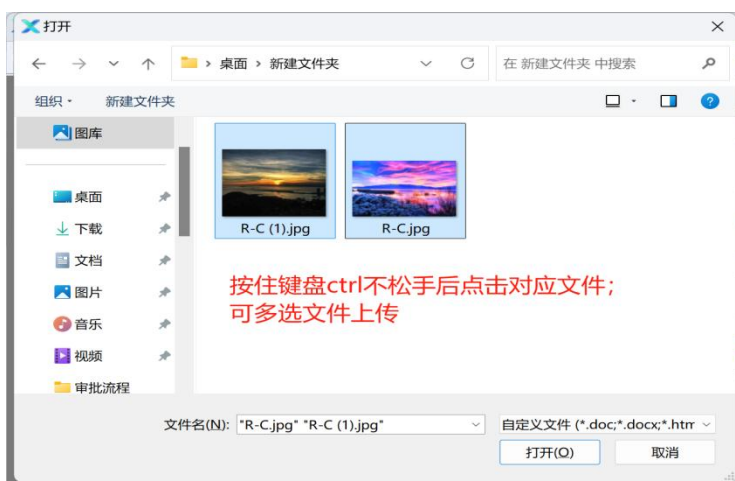 打开
桌面 › 新建文件夹
在 新建文件夹 中搜索
组织
新建文件夹
图库
桌面
下载
文档
图片
音乐
视频
审批流程
R-C (1).jpg
R-C.jpg
按住键盘ctrl不松手后点击对应文件;
可多选文件上传
文件名(N):
"R-C.jpg" "R-C (1).jpg"
自定义文件 (*.doc;*.docx;*.htm
打开(O)
取消